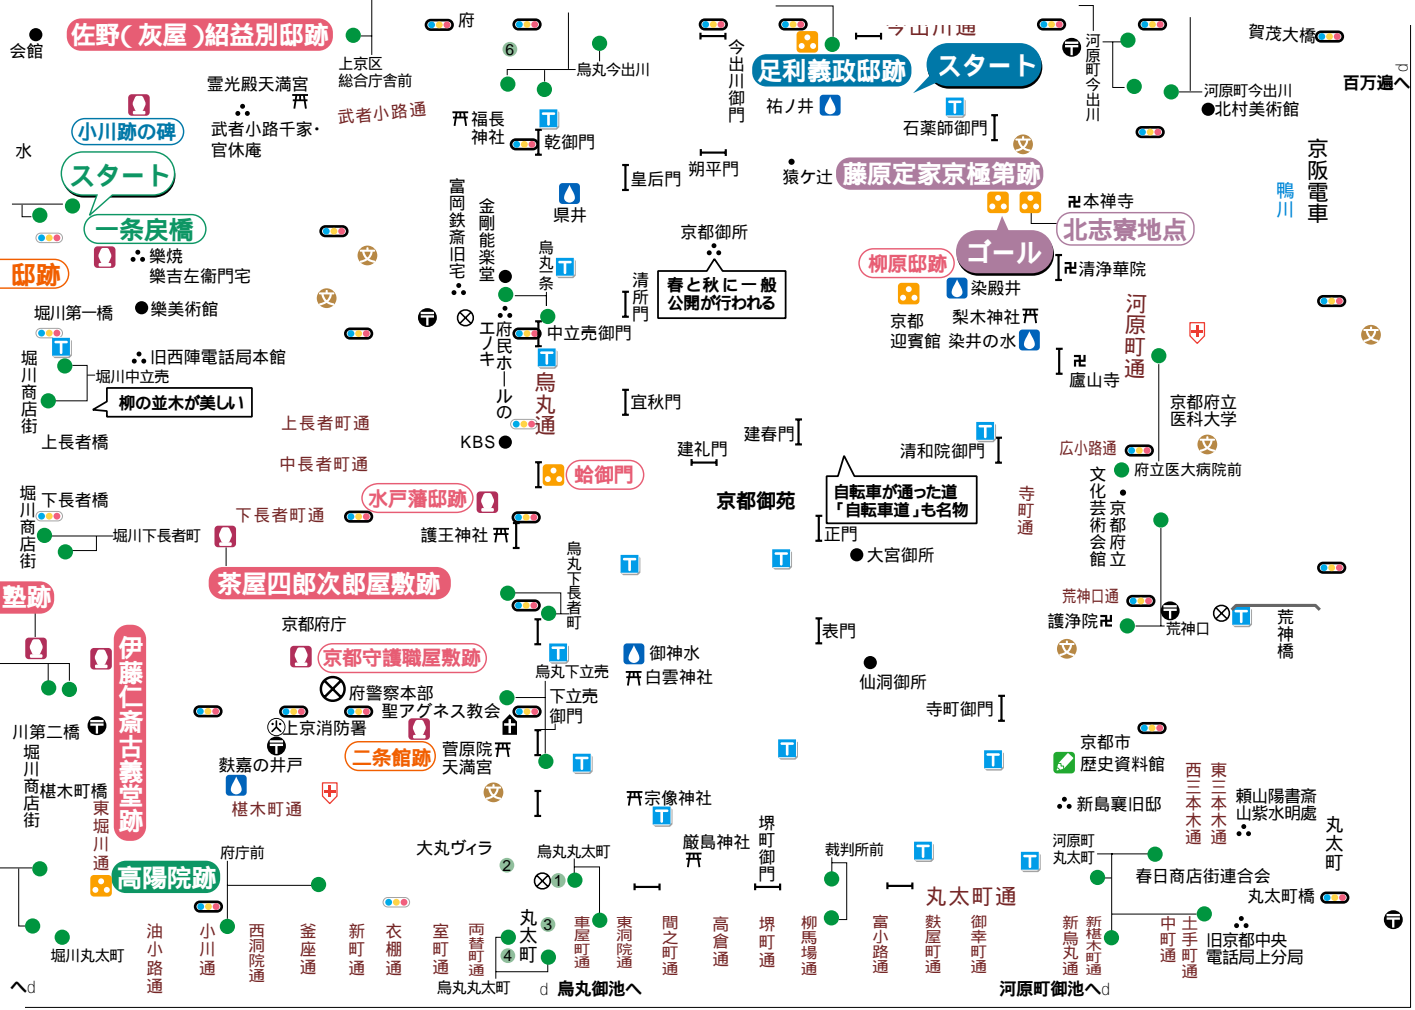 会館
佐野(灰屋)紹益別邸跡
上京区
総合庁舎前
府
6
烏丸今出川
今出川御門
足利義政邸跡
今出川通
スタート
河原町今出川
賀茂大橋
百万遍へ
d
河原町今出川
北村美術館
霊光殿天満宮
武者小路千家・
官休庵
武者小路通
小川跡の碑
水
福長
神社
乾御門
祐ノ井
石薬師御門
皇后門
朔平門
猿ケ辻
藤原定家京極第跡
京阪電車
鴨川
スタート
一条戻橋
樂焼
樂吉左衞門宅
樂美術館
邸跡
富岡鉄斎旧宅
金剛能楽堂
県井
烏丸一条
京都御所
春と秋に一般
公開が行われる
清所門
本禅寺
北志寮地点
ゴール
柳原邸跡
清浄華院
染殿井
梨木神社
京都
迎賓館
染井の水
河原町通
廬山寺
堀川第一橋
堀川商店街
旧西陣電話局本館
堀川中立売
柳の並木が美しい
上長者橋
府民ホールの
エノキ
中立売御門
烏丸通
宜秋門
建礼門
建春門
清和院御門
京都府立
医科大学
広小路通
府立医大病院前
上長者町通
中長者町通
KBS
蛤御門
水戸藩邸跡
下長者町通
護王神社
京都御苑
自転車が通った道
「自転車道」も名物
正門
大宮御所
寺町通
京都府立
文化芸術会館
下長者橋
堀川商店街
堀川下長者町
茶屋四郎次郎屋敷跡
烏丸下長者町
荒神口通
護浄院
荒神口
荒神橋
塾跡
伊藤仁斎古義堂跡
京都府庁
京都守護職屋敷跡
府警察本部
聖アグネス教会
上京消防署
火
二条館跡
菅原院
天満宮
烏丸下立売
下立売
御門
御神水
白雲神社
表門
仙洞御所
寺町御門
京都市
歴史資料館
川第二橋
堀川商店街
椹木町橋
東堀川通
麩嘉の井戸
椹木町通
宗像神社
厳島神社
堺町御門
新島襄旧邸
西三本木通
東三本木通
頼山陽書斎
山紫水明處
丸太町
高陽院跡
府庁前
大丸ヴィラ
2
1
烏丸丸太町
裁判所前
丸太町通
河原町
丸太町
春日商店街連合会
丸太町橋
堀川丸太町
油小路通
小川通
西洞院通
釜座通
新町通
衣棚通
室町通
両替町通
丸太町
3
4
車屋町通
東洞院通
間之町通
高倉通
堺町通
柳馬場通
富小路通
麩屋町通
御幸町通
新烏丸通
新椹木町通
中町通
土手町通
旧京都中央
電話局上分局
へd
烏丸丸太町
d 烏丸御池へ
河原町御池へd